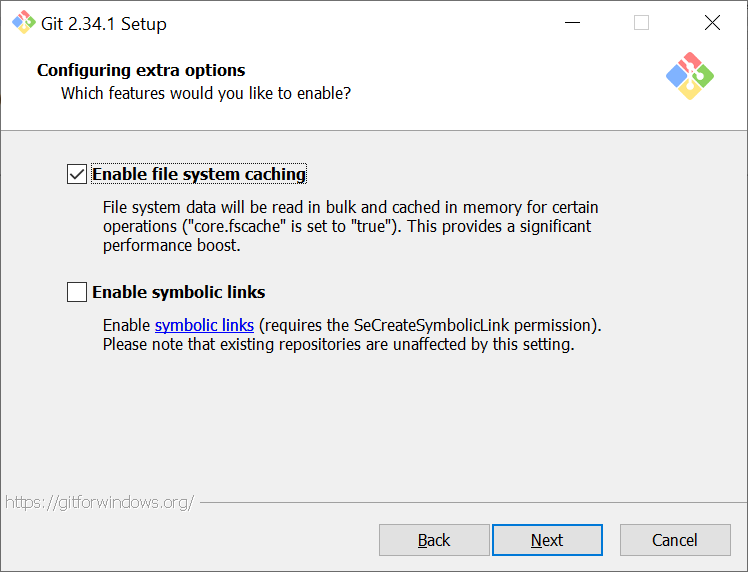 Git 2.34.1 Setup
Configuring extra options
Which features would you like to enable?
Enable file system caching
File system data will be read in bulk and cached in memory for certain
operations ("core.fscache" is set to "true"). This provides a significant
performance boost.
Enable symbolic links
Enable symbolic links (requires the SeCreateSymbolicLink permission).
Please note that existing repositories are unaffected by this setting.
https://gitforwindows.org/
Back Next Cancel